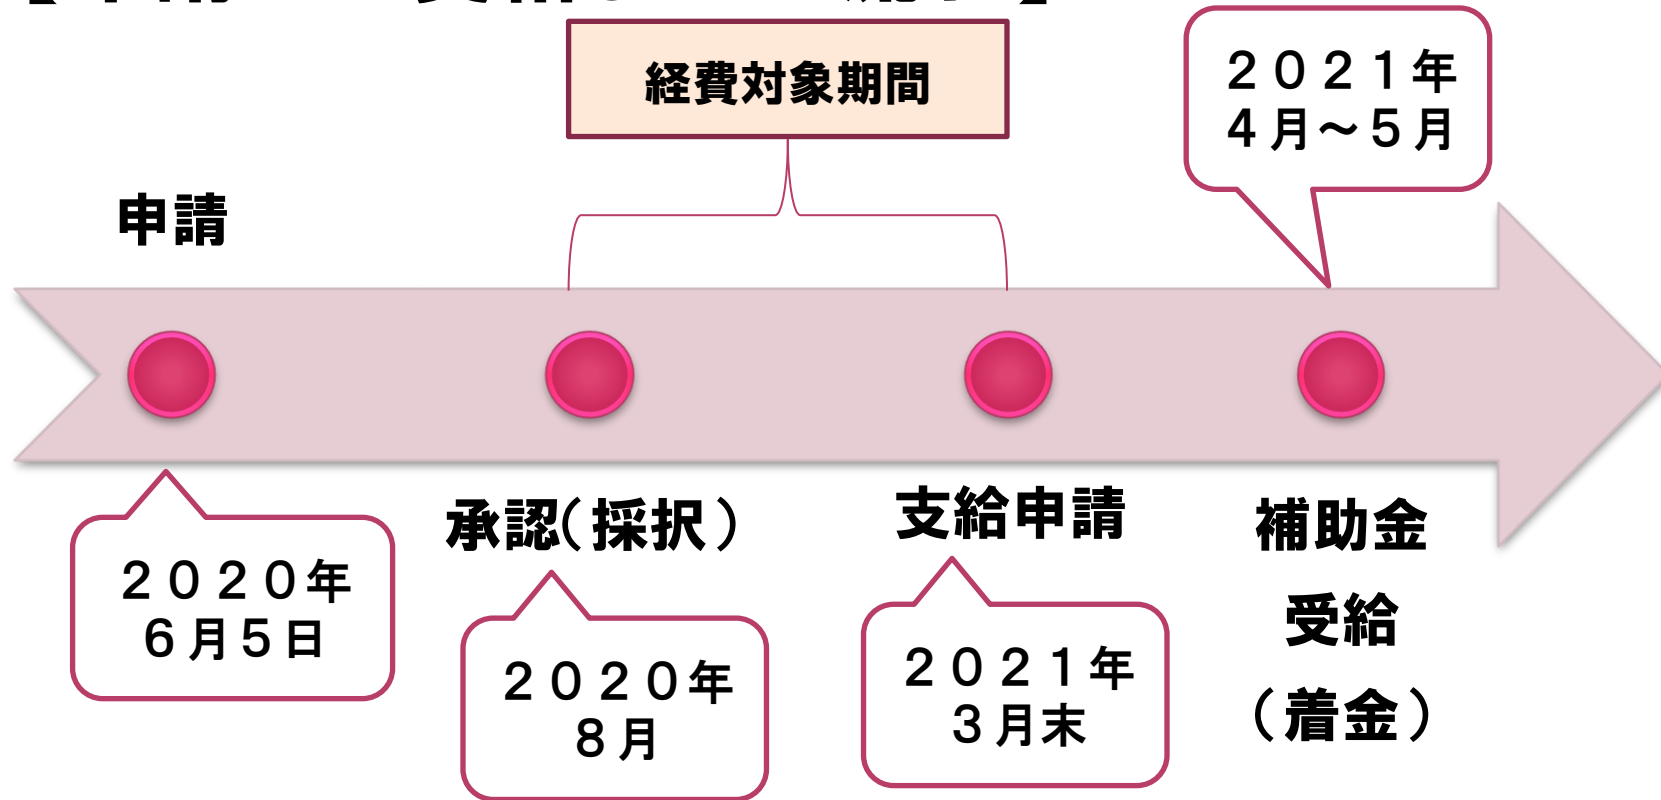 経費対象期間
２０２１年
４月～５月
申請
承認（採択）
支給申請
補助金
受給
（着金）
２０２０年
６月５日
２０２０年
８月
２０２１年
３月末